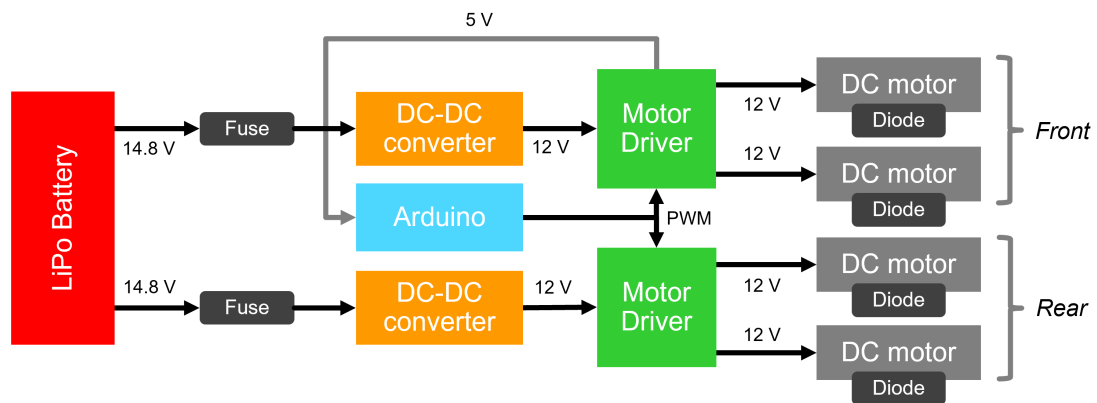 5 V
LiPo Battery
14.8 V
Fuse
DC-DC
converter
12 V
Motor
Driver
12 V
DC motor
Diode
12 V
DC motor
Diode
Front
Arduino
PWM
14.8 V
Fuse
DC-DC
converter
12 V
Motor
Driver
12 V
DC motor
Diode
12 V
DC motor
Diode
Rear